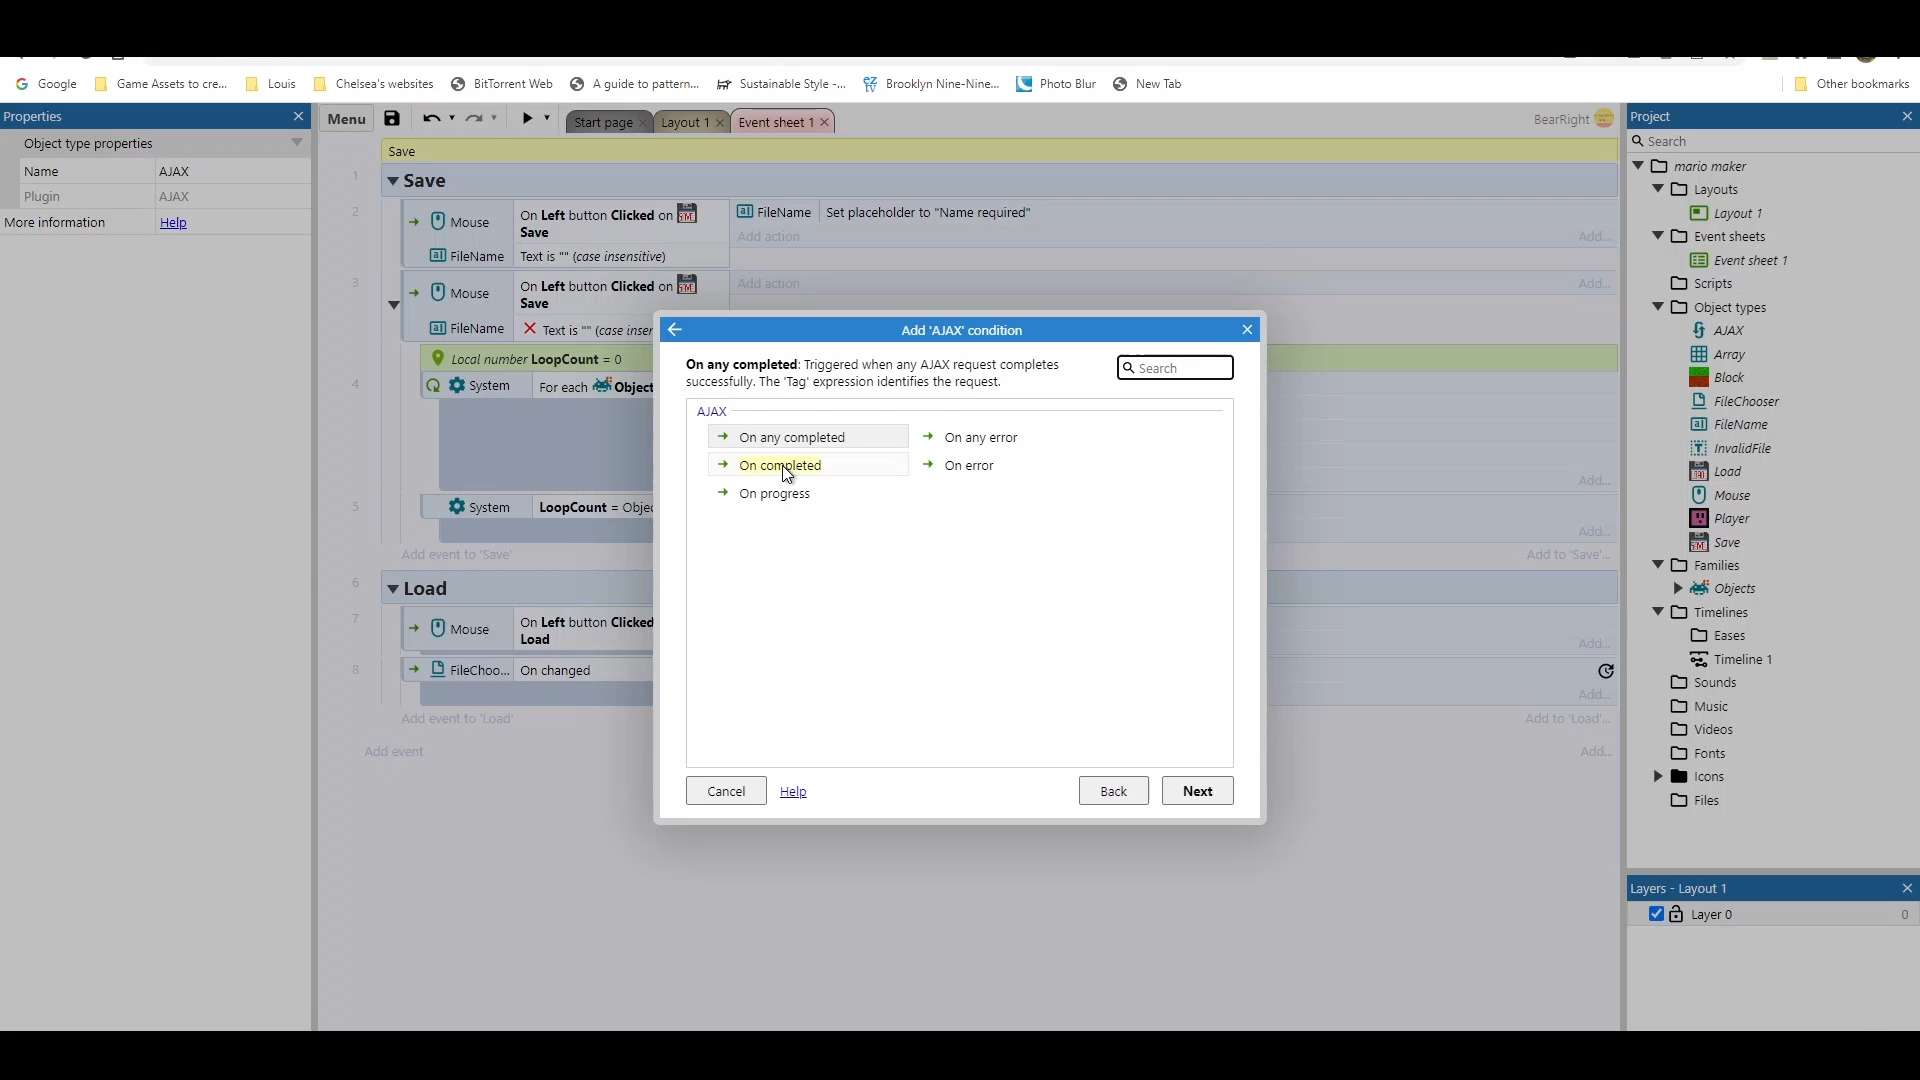 Google
Game Assets to cre...
Louis
Chelsea's websites
BitTorrent Web
A guide to pattern...
Sustainable Style -...
Brooklyn Nine-Nine...
Photo Blur
New Tab
Other bookmarks
Properties
Object type properties
Name AJAX
Plugin AJAX
More information Help
Menu
Start page
Layout 1
Event sheet 1
BearRight
Save
1
Save
2
Mouse
On Left button Clicked on
Save
FileName
Text is "" (case insensitive)
FileName
Set placeholder to "Name required"
Add action
Add...
3
Mouse
On Left button Clicked on
Save
Add action
Add...
FileName
Text is "" (case inser
Local number LoopCount = 0
4
System
For each Object
Add...
5
System
LoopCount = Objec
Add...
Add event to 'Save'
Add to 'Save'...
6
Load
7
Mouse
On Left button Clicked
Load
Add...
8
FileChoo...
On changed
Add...
Add event to 'Load'
Add to 'Load'...
Add event
Add...
Add 'AJAX' condition
On any completed: Triggered when any AJAX request completes
successfully. The 'Tag' expression identifies the request.
Search
AJAX
On any completed
On any error
On completed
On error
On progress
Cancel
Help
Back
Next
Project
Search
mario maker
Layouts
Layout 1
Event sheets
Event sheet 1
Scripts
Object types
AJAX
Array
Block
FileChooser
FileName
InvalidFile
Load
Mouse
Player
Save
Families
Objects
Timelines
Eases
Timeline 1
Sounds
Music
Videos
Fonts
Icons
Files
Layers - Layout 1
Layer 0
0